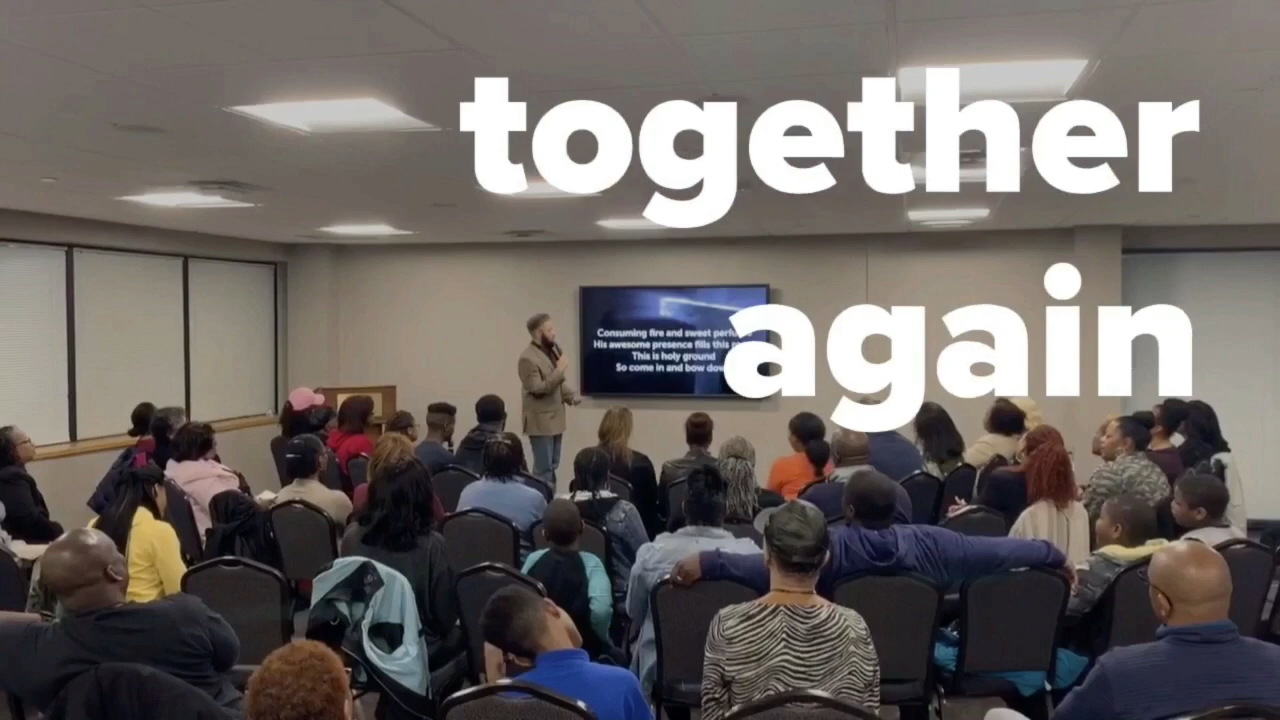 together
again
Consuming fire and sweet
His awesome presence fills this
This is holy ground
So come in and bow